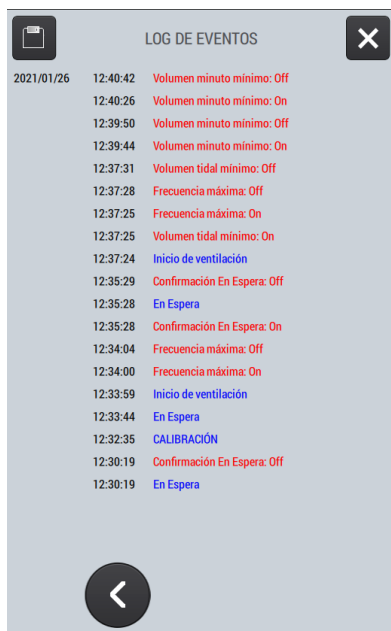 LOG DE EVENTOS
2021/01/26 12:40:42 Volumen minuto mínimo: Off
12:40:26 Volumen minuto mínimo: On
12:39:50 Volumen minuto mínimo: Off
12:39:44 Volumen minuto mínimo: On
12:37:31 Volumen tidal mínimo: Off
12:37:28 Frecuencia máxima: Off
12:37:25 Frecuencia máxima: On
12:37:25 Volumen tidal mínimo: On
12:37:24 Inicio de ventilación
12:35:29 Confirmación En Espera: Off
12:35:28 En Espera
12:35:28 Confirmación En Espera: On
12:34:04 Frecuencia máxima: Off
12:34:00 Frecuencia máxima: On
12:33:59 Inicio de ventilación
12:33:44 En Espera
12:32:35 CALIBRACIÓN
12:30:19 Confirmación En Espera: Off
12:30:19 En Espera